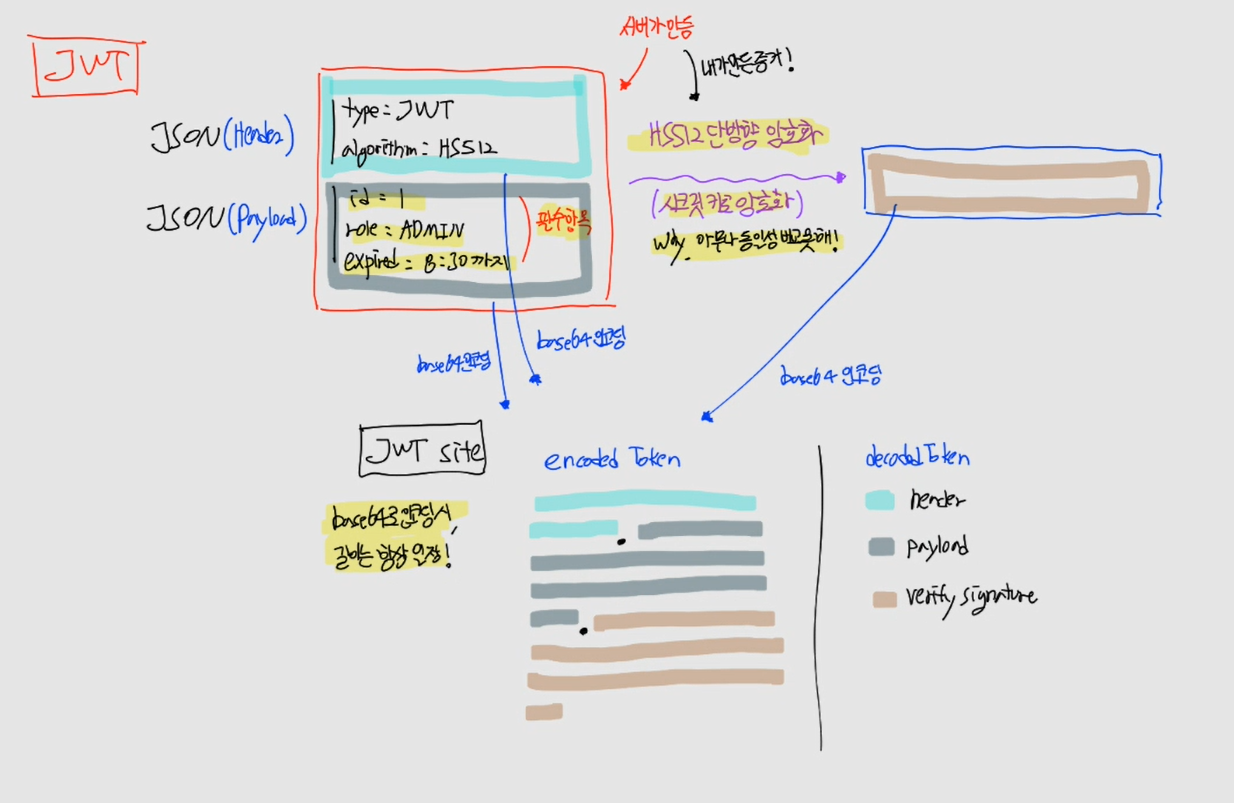 JWT
서버가 만듬
내가만든증거!
JSON(Header)
type = JWT
algorithm = HS512
HS512 단방향 암호화
JSON(Payload)
id = 1
role = ADMIN
expired = 8:30 까지
필수항목
(시크릿 키로 암호화)
why. 아무나 동일성 비교 못해!
base64 인코딩
base64 인코딩
base64 인코딩
JWT site
encoded Token
decoded Token
base64로 인코딩시
길이는 항상 일정!
header
payload
verify signature